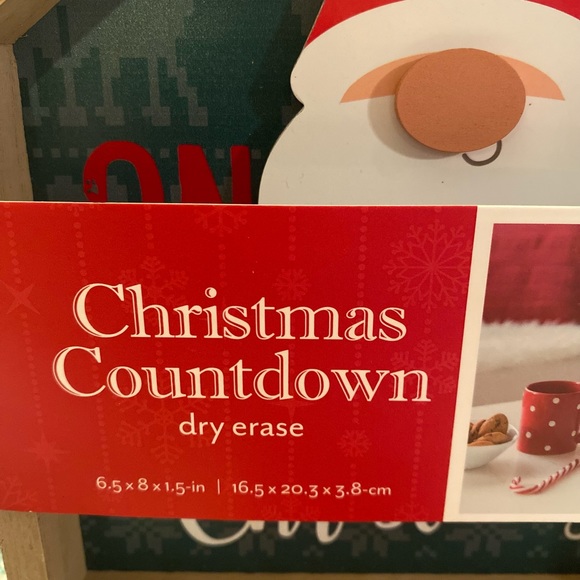 ON
Christmas
Countdown
dry erase
6.5 x 8 x 1.5-in | 16.5 x 20.3 x 3.8-cm